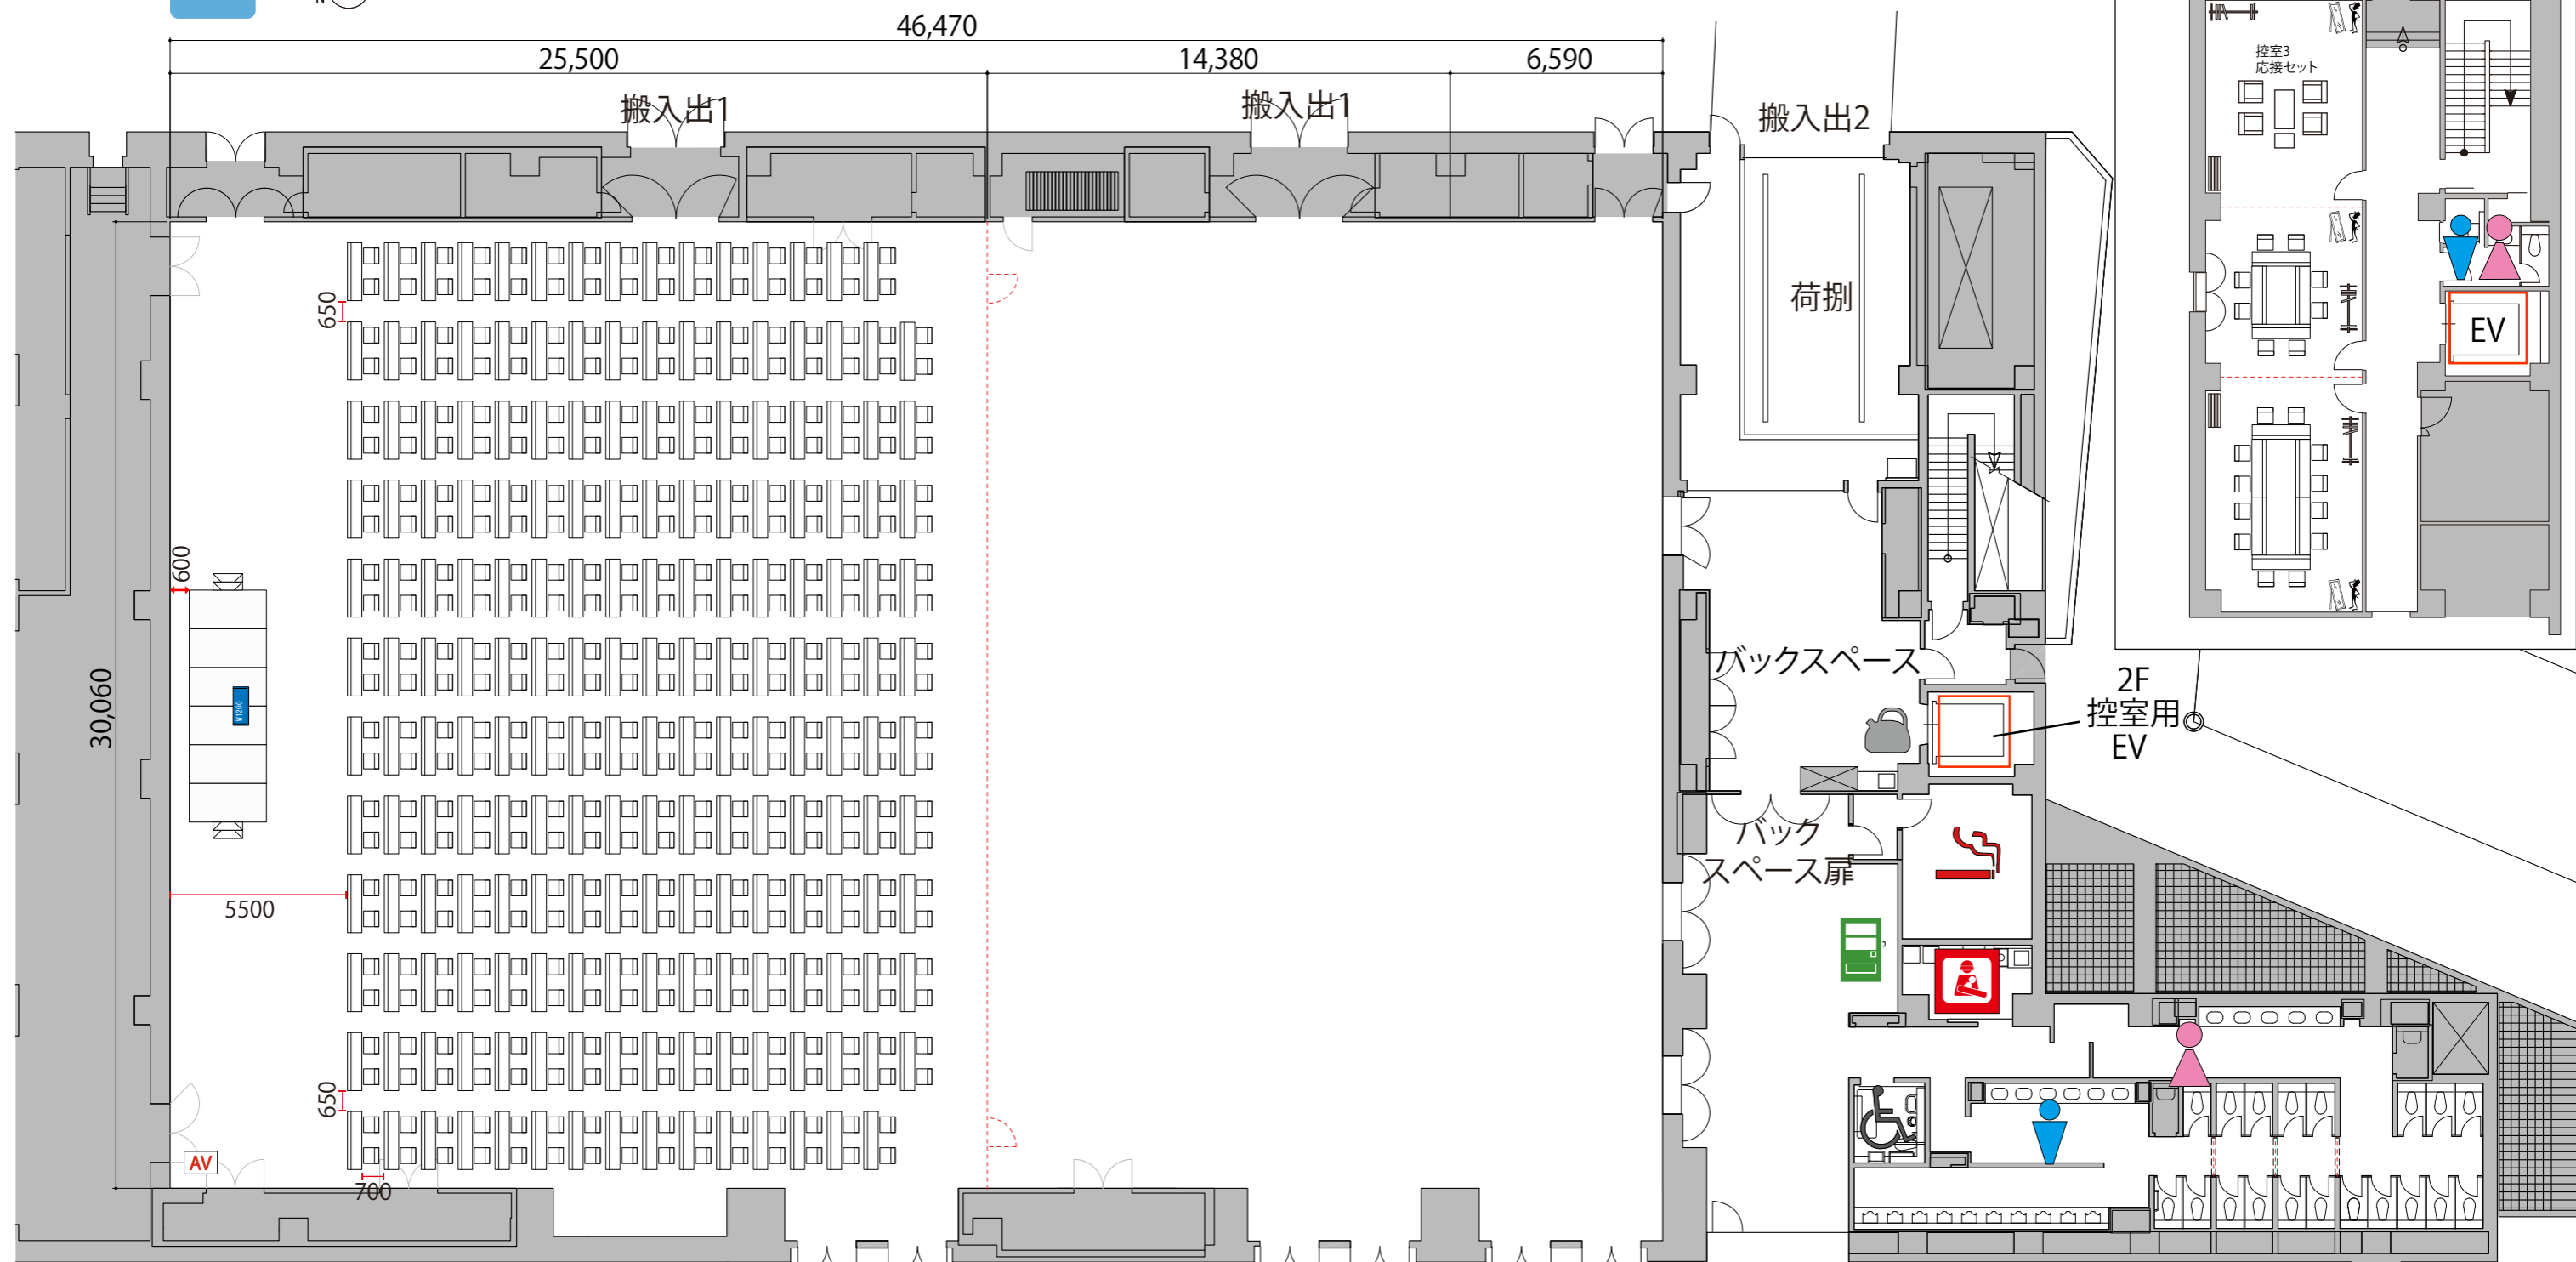 N
46,470
25,500
14,380
6,590
搬入出1
搬入出1
搬入出2
控室3
応接セット
650
荷捌
EV
600
30,060
W1200
バックスペース
2F
控室用
EV
バック
スペース扉
5500
650
AV
700